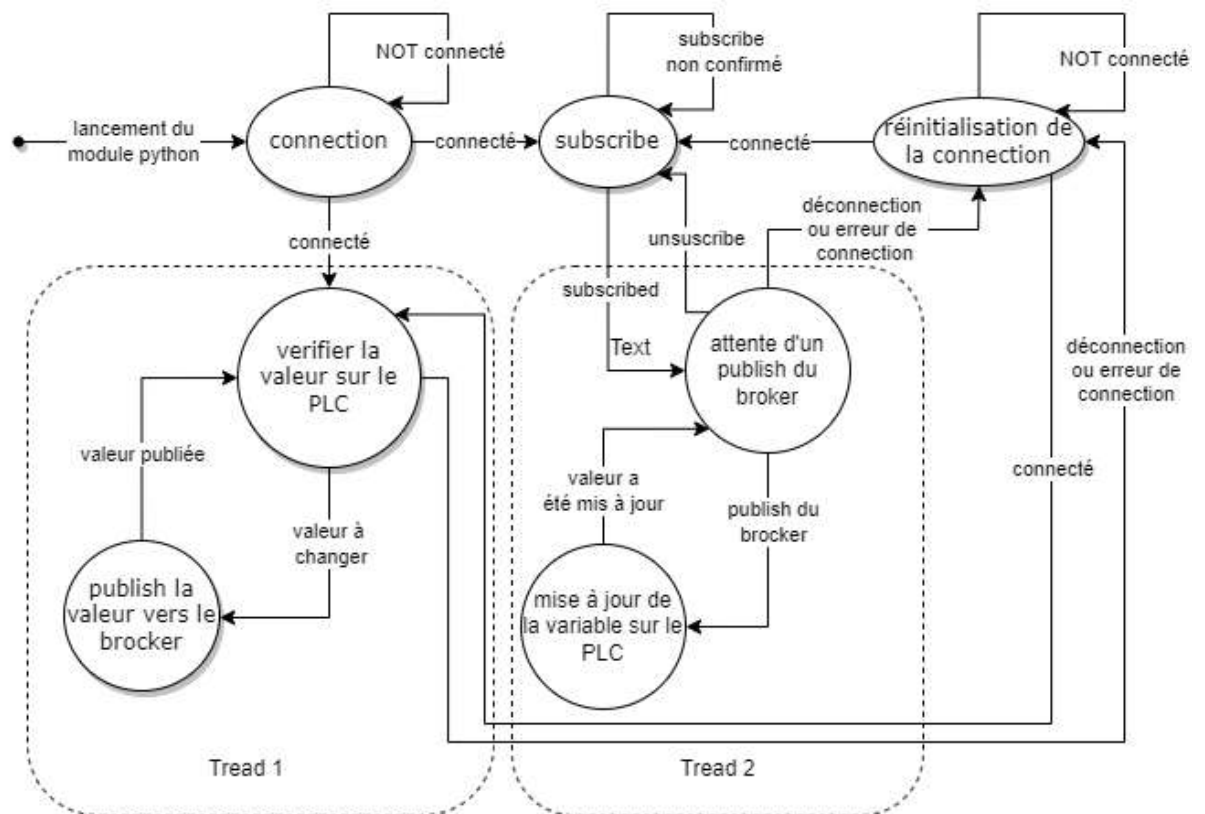 NOT connecté
subscribe
non confirmé
NOT connecté
lancement du
module python
connection
connecté
subscribe
connecté
réinitialisation de
la connection
connecté
unsuscribe
déconnection
ou erreur de
connection
subscribed
Text
verifier la
valeur sur le
PLC
attente d'un
publish du
broker
déconnection
ou erreur de
connection
valeur publiée
valeur a
été mis à jour
connecté
valeur à
changer
publish du
brocker
publish la
valeur vers le
brocker
mise à jour de
la variable sur le
PLC
Tread 1
Tread 2